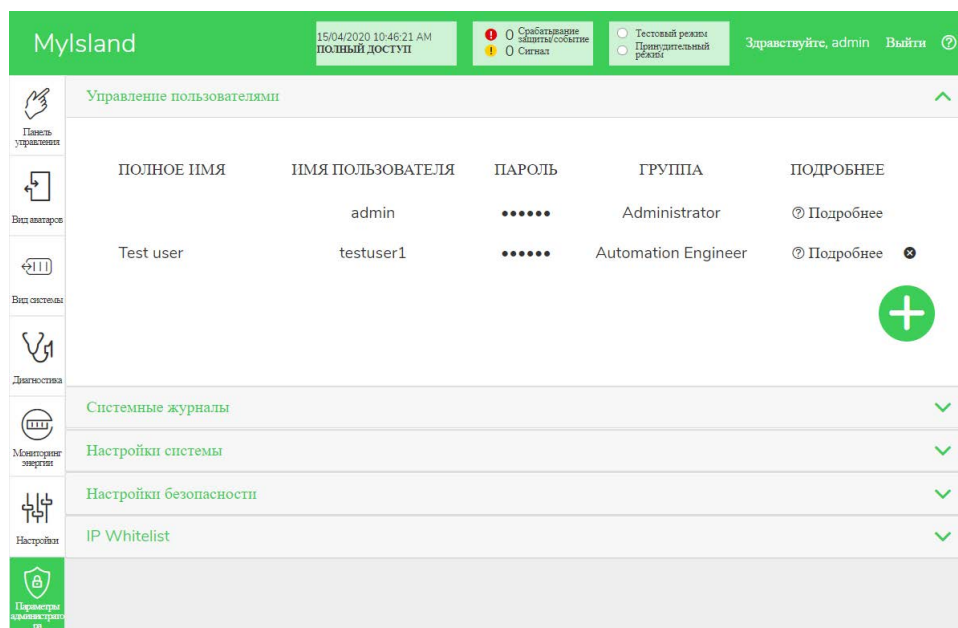 MyIsland
15/04/2020 10:46:21 AM
ПОЛНЫЙ ДОСТУП
0 Срабатывание
защиты/событие
0 Сигнал
Тестовый режим
Принудительный
режим
Здравствуйте, admin
Выйти
Панель
управления
Вид аватаров
Вид системы
Диагностика
Мониторинг
энергии
Настройки
Параметры
администрато
ра
Управление пользователями
ПОЛНОЕ ИМЯ ИМЯ ПОЛЬЗОВАТЕЛЯ ПАРОЛЬ ГРУППА ПОДРОБНЕЕ
admin •••••• Administrator Подробнее
Test user testuser1 •••••• Automation Engineer Подробнее
Системные журналы
Настройки системы
Настройки безопасности
IP Whitelist